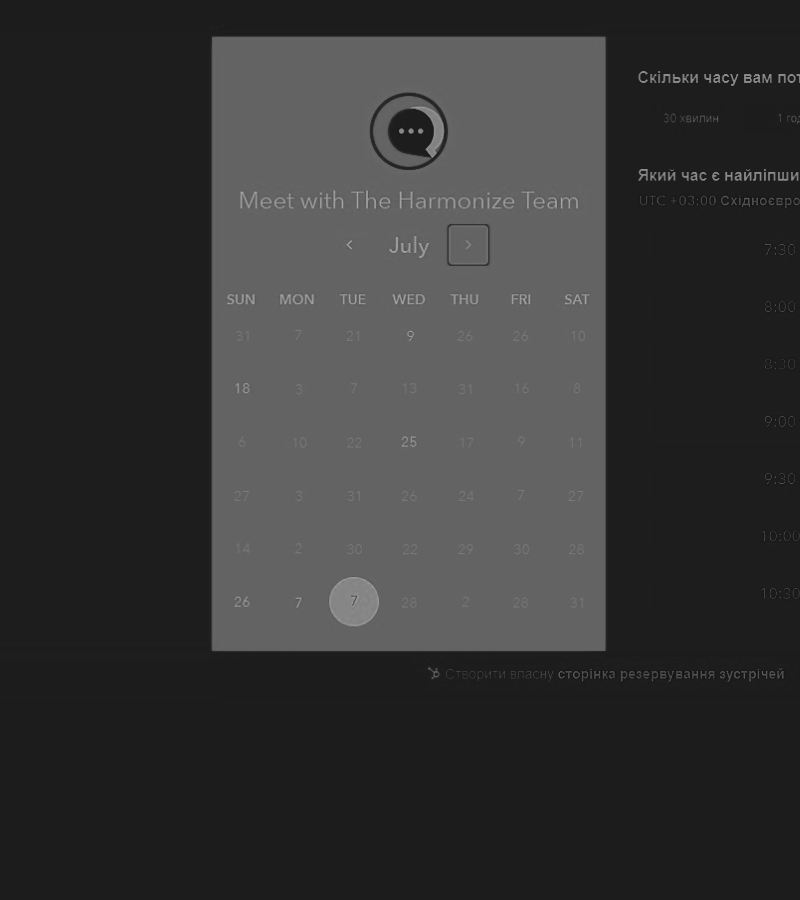 Meet with The Harmonize Team
July
SUN MON TUE WED THU FRI SAT
31 7 21 9 26 26 10
18 3 7 13 31 16 8
6 10 22 25 17 9 11
27 3 31 26 24 7 27
14 2 30 22 29 30 28
26 7 7 28 2 28 31
Скільки часу вам пот
30 хвилин 1 год
Який час є найліпши
UTC +03:00 Східноєвро
7:30
8:00
8:30
9:00
9:30
10:00
10:30
Створити власну сторінка резервування зустрічей